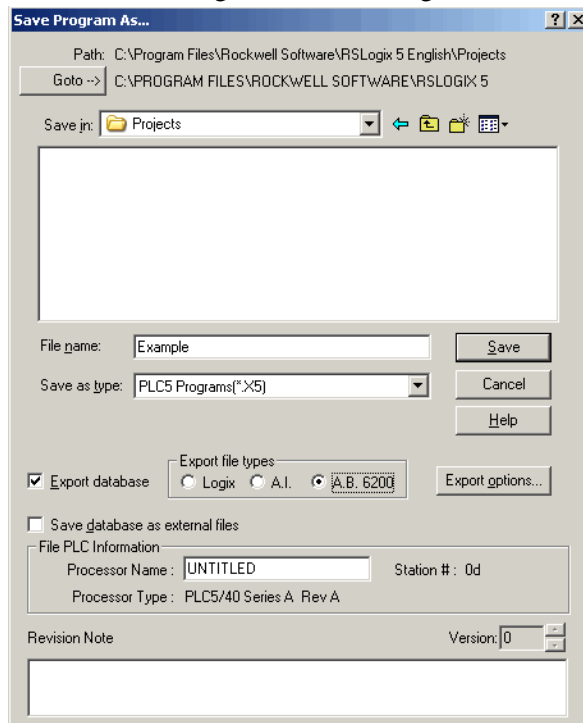 Save Program As...
Path: C:\Program Files\Rockwell Software\RSLogix 5 English\Projects
Goto --> C:\PROGRAM FILES\ROCKWELL SOFTWARE\RSLOGIX 5
Save in: Projects
File name: Example Save
Save as type: PLC5 Programs(*.X5) Cancel
Help
Export file types
Export database Logix A.I. A.B. 6200 Export options...
Save database as external files
File PLC Information
Processor Name : UNTITLED Station # : 0d
Processor Type : PLC5/40 Series A Rev A
Revision Note Version: 0